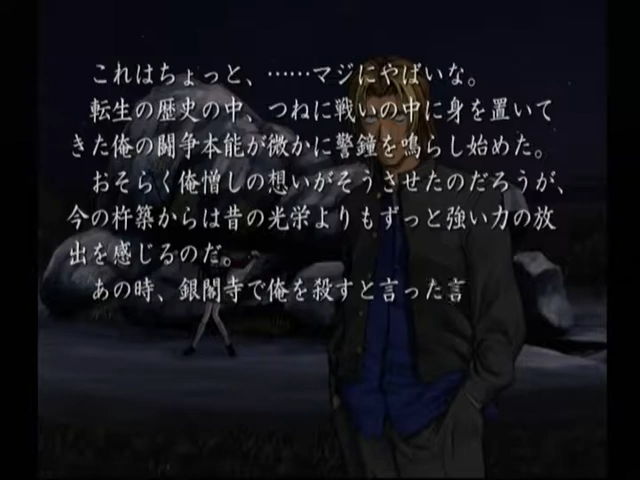 これはちょっと、……マジにやばいな。
転生の歴史の中、つねに戦いの中に身を置いて
きた俺の闘争本能が微かに警鐘を鳴らし始めた。
おそらく俺憎しの想いがそうさせたのだろうが、
今の杵築からは昔の光栄よりもずっと強い力の放
出を感じるのだ。
あの時、銀閣寺で俺を殺すと言った言